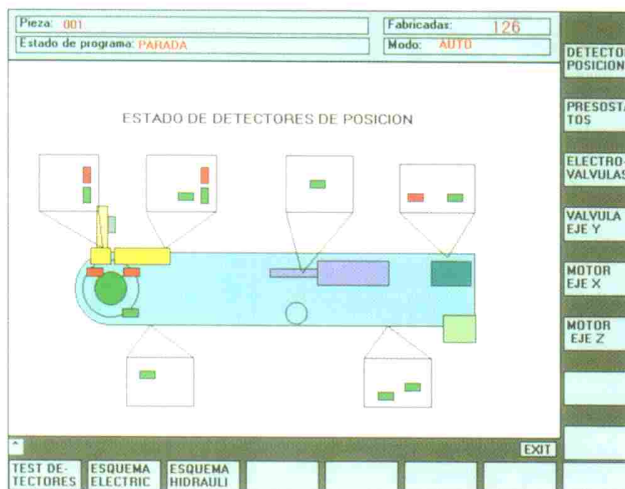 Pieza: 001
Fabricadas: 126
Estado de programa: PARADA
Modo: AUTO
DETECTOR
POSICION
ESTADO DE DETECTORES DE POSICION
PRESOSTA
TOS
ELECTRO-
VALVULAS
VALVULA
EJE Y
MOTOR
EJE X
MOTOR
EJE Z
^
EXIT
TEST DE-
TECTORES
ESQUEMA
ELECTRIC
ESQUEMA
HIDRAULI